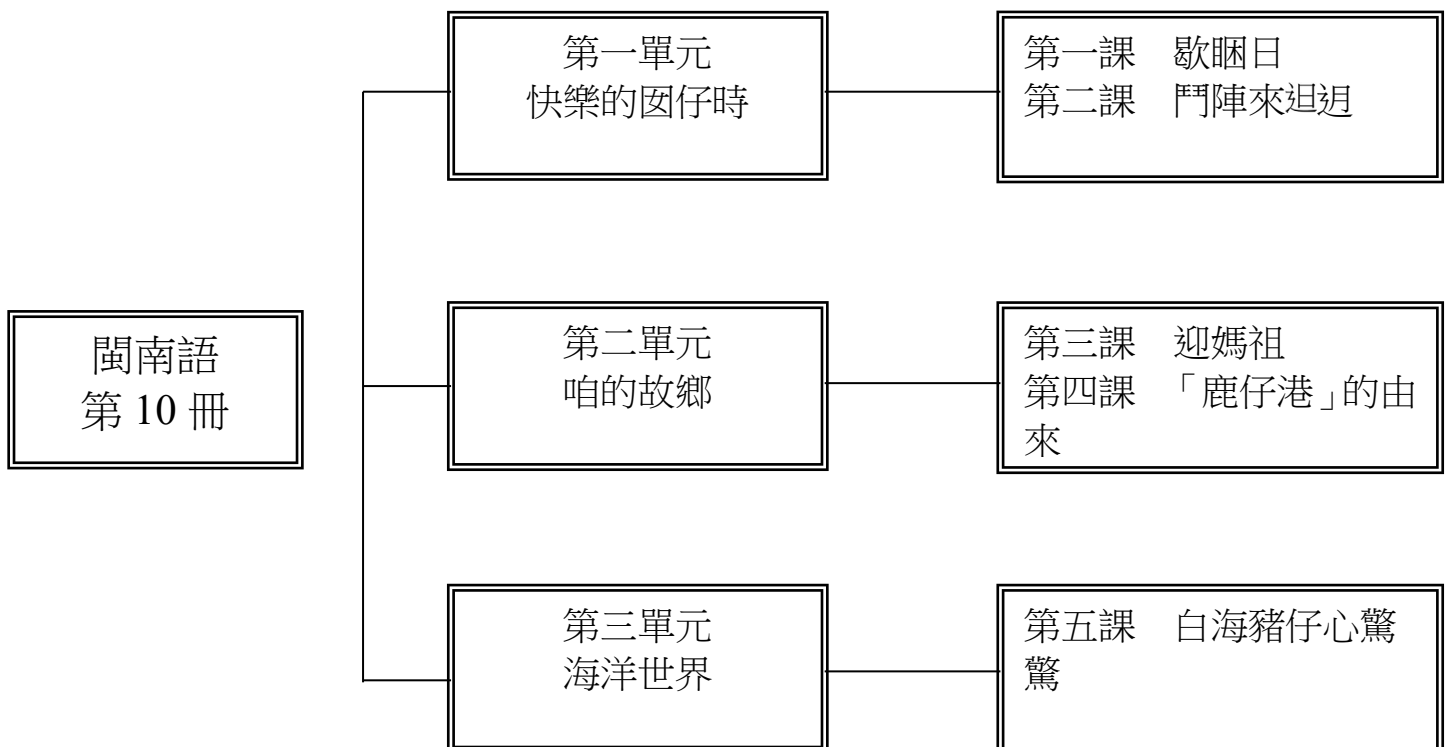 閩南語
第 10 冊
第一單元
快樂的囡仔時
第一課 歇睏日
第二課 鬥陣來𨑨迌
第二單元
咱的故鄉
第三課 迎媽祖
第四課 「鹿仔港」的由
來
第三單元
海洋世界
第五課 白海豬仔心驚
驚